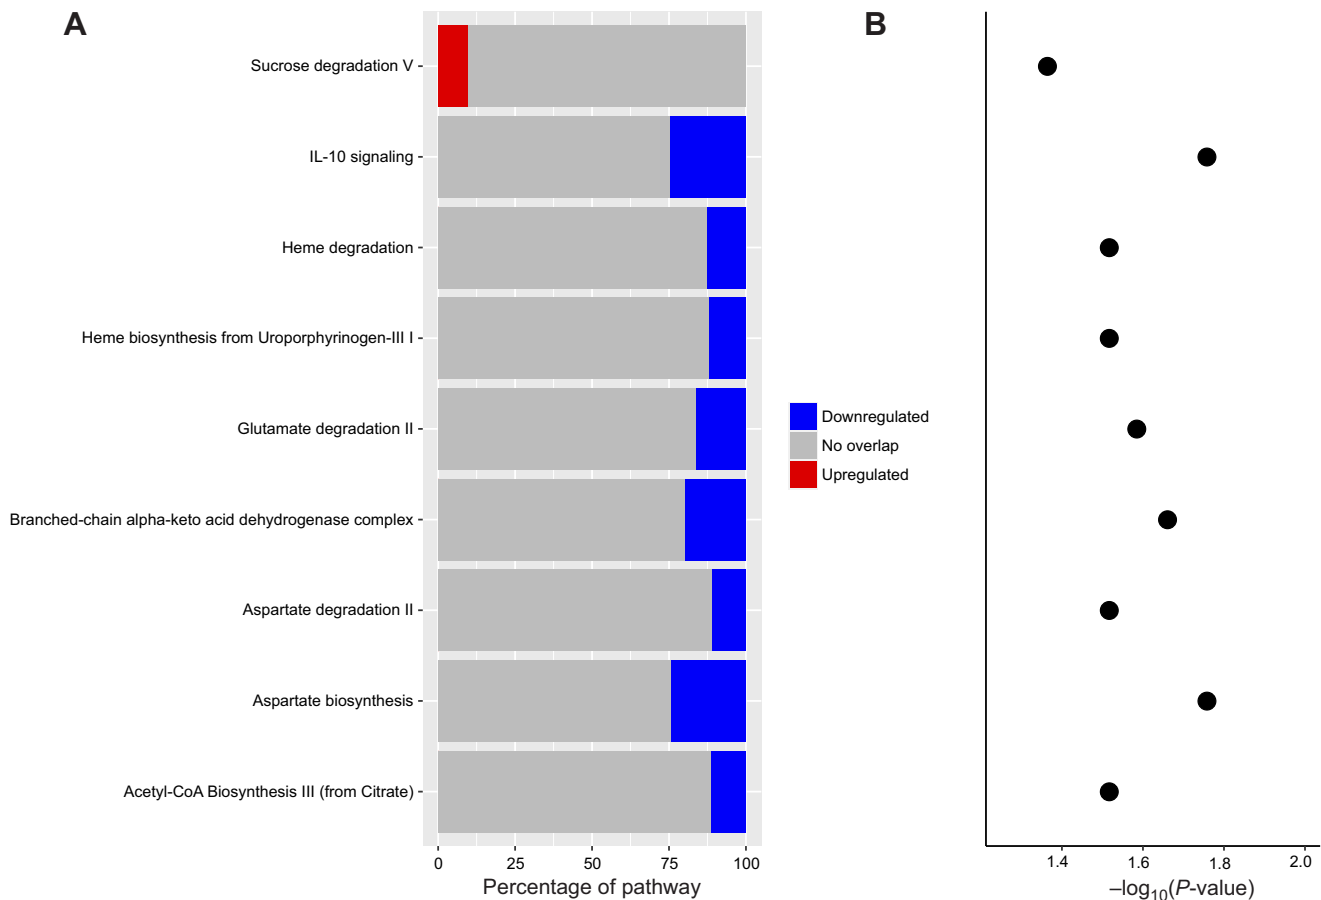 A
Sucrose degradation V
IL-10 signaling
Heme degradation
Heme biosynthesis from Uroporphyrinogen-III I
Glutamate degradation II
Branched-chain alpha-keto acid dehydrogenase complex
Aspartate degradation II
Aspartate biosynthesis
Acetyl-CoA Biosynthesis III (from Citrate)
0 25 50 75 100
Percentage of pathway
Downregulated
No overlap
Upregulated
B
1.4 1.6 1.8 2.0
–log10(P-value)